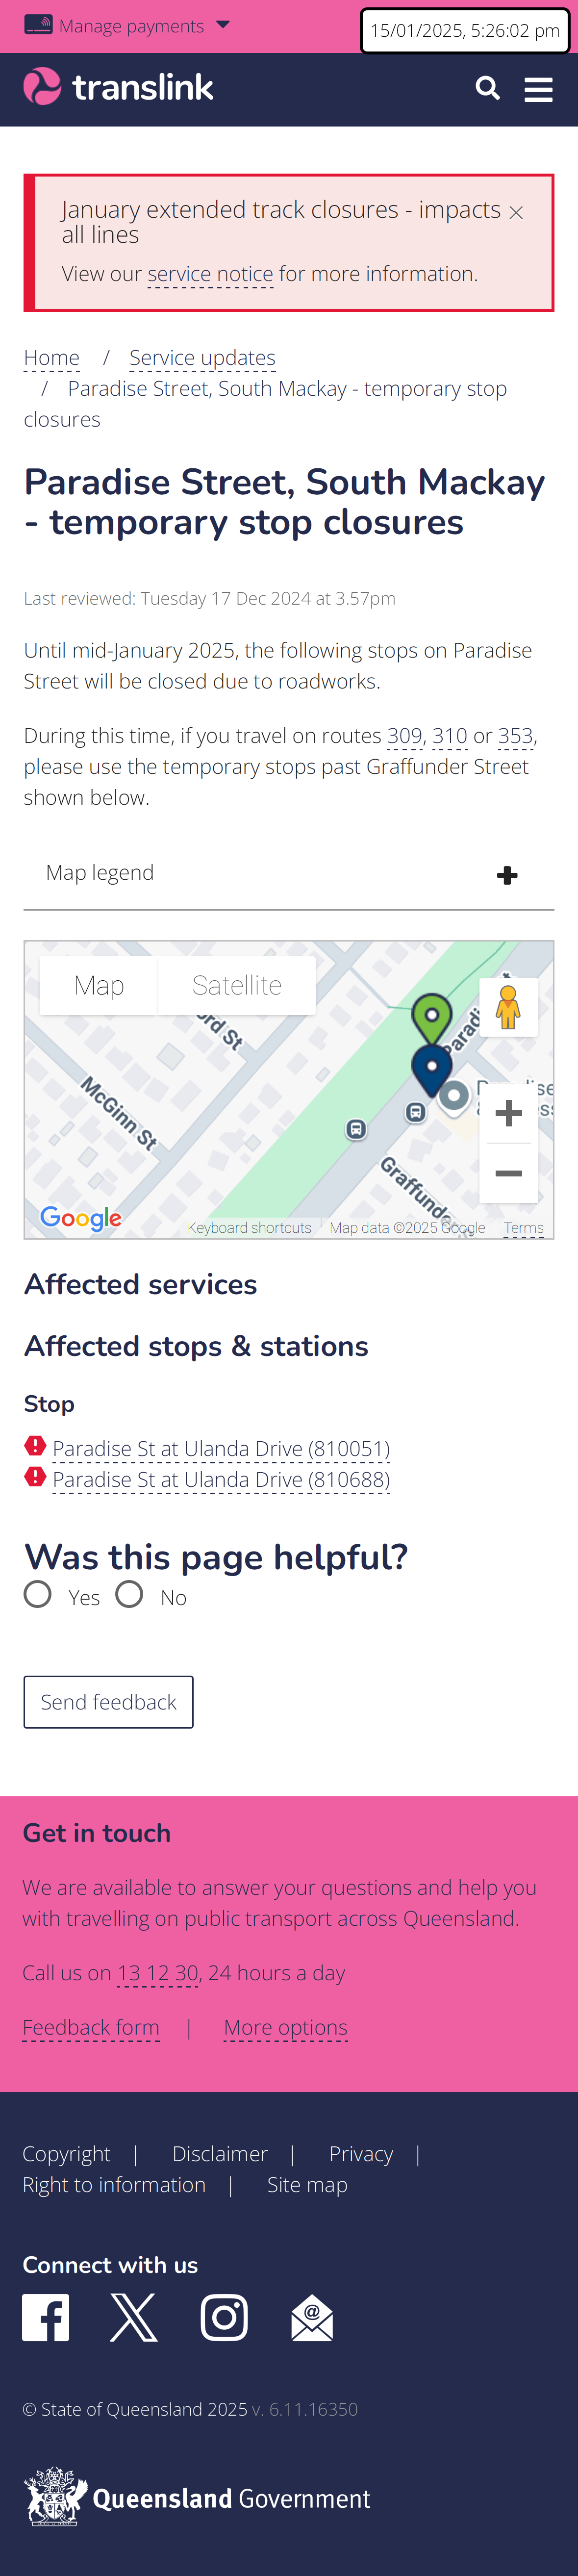 Manage payments
15/01/2025, 5:26:02 pm
translink
January extended track closures - impacts
all lines
View our service notice for more information.
Home / Service updates
/ Paradise Street, South Mackay - temporary stop
closures
Paradise Street, South Mackay
- temporary stop closures
Last reviewed: Tuesday 17 Dec 2024 at 3.57pm
Until mid-January 2025, the following stops on Paradise
Street will be closed due to roadworks.
During this time, if you travel on routes 309, 310 or 353,
please use the temporary stops past Graffunder Street
shown below.
Map legend
Map Satellite
ord St
McGinn St
Paradi
Graffund
Google
Keyboard shortcuts Map data ©2025 Google Terms
Affected services
Affected stops & stations
Stop
Paradise St at Ulanda Drive (810051)
Paradise St at Ulanda Drive (810688)
Was this page helpful?
Yes No
Send feedback
Get in touch
We are available to answer your questions and help you
with travelling on public transport across Queensland.
Call us on 13 12 30, 24 hours a day
Feedback form | More options
Copyright | Disclaimer | Privacy |
Right to information | Site map
Connect with us
© State of Queensland 2025 v. 6.11.16350
Queensland Government